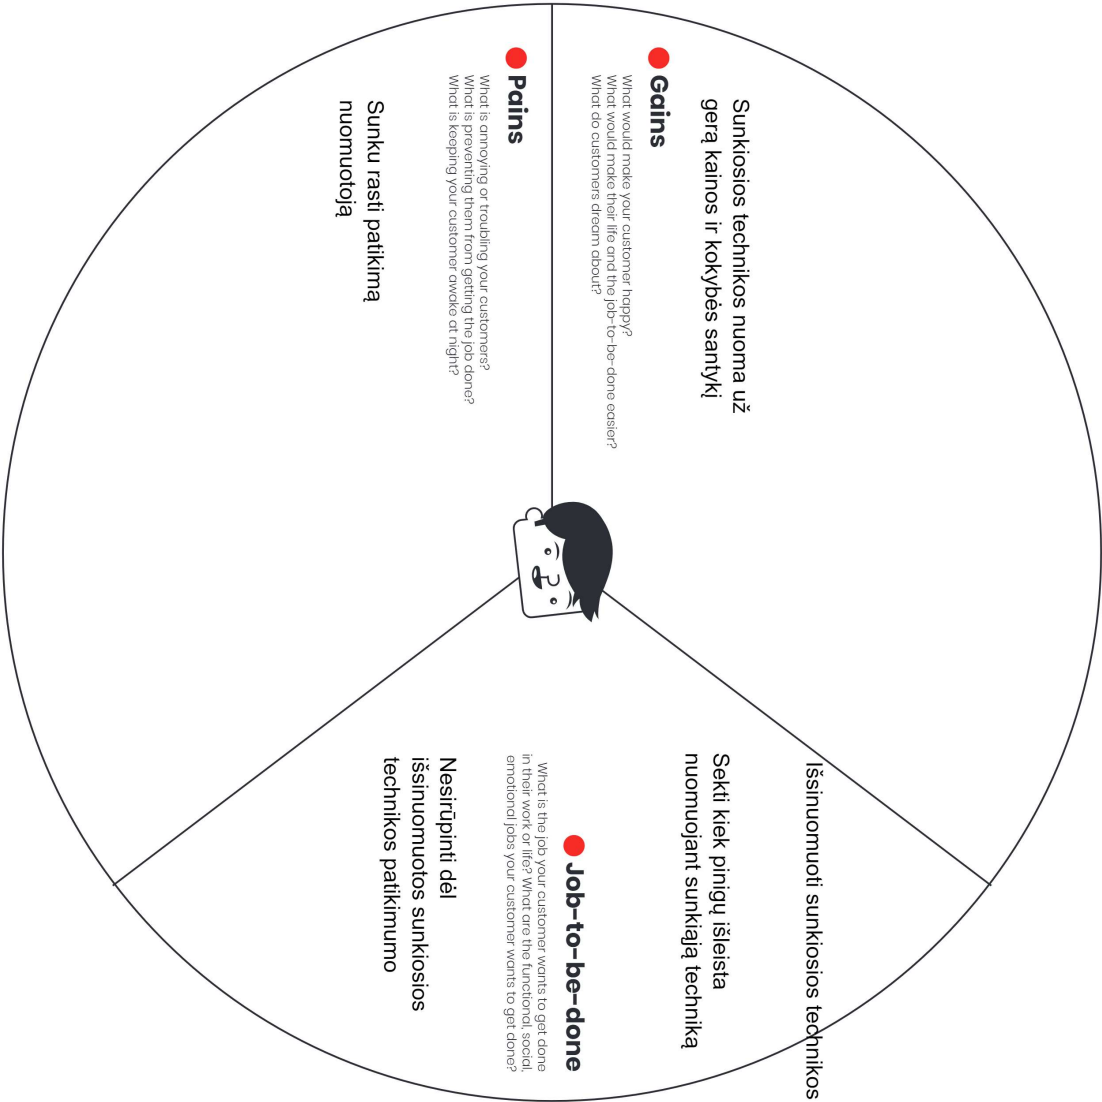 Gains
What would make your customer happy?
What would make their life and the job-to-be-done easier?
What do customers dream about?
Sunkiosios technikos nuoma už
gerą kainos ir kokybės santykį
Pains
What is annoying or troubling your customers?
What is preventing them from getting the job done?
What is keeping your customer awake at night?
Sunku rasti patikimą
nuomuotoją
Išsinuomuoti sunkiosios technikos
Sekti kiek pinigų išleista
nuomuojant sunkiąją techniką
Job-to-be-done
What is the job your customer wants to get done
in their work or life? What are the functional, social,
emotional jobs your customer wants to get done?
Nesirūpinti dėl
išsinuomuotos sunkiosios
technikos patikimumo